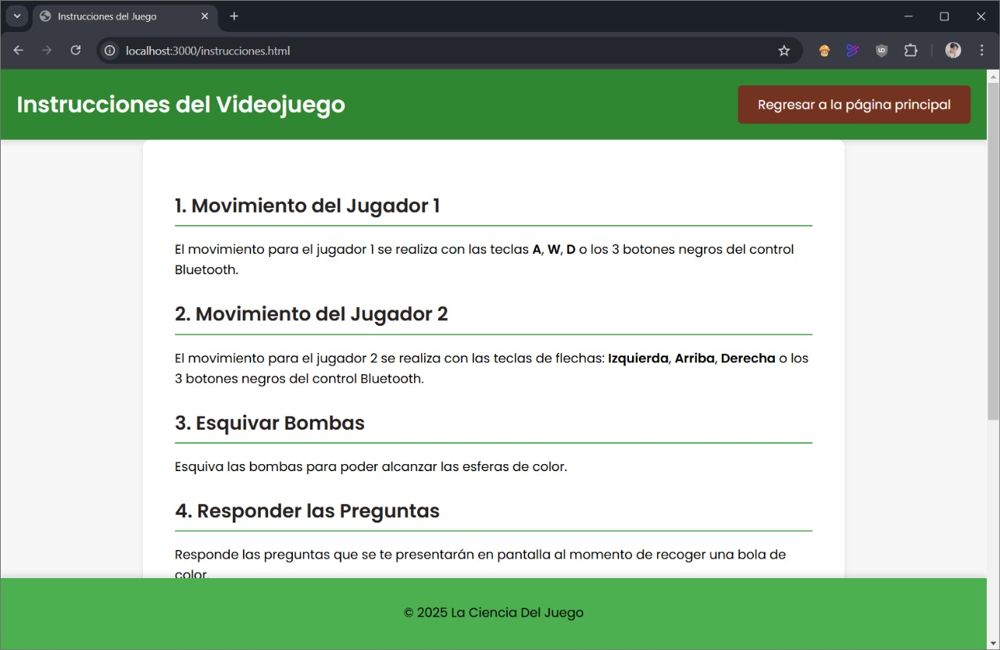 Instrucciones del Juego
localhost:3000/instrucciones.html
Instrucciones del Videojuego
Regresar a la página principal
1. Movimiento del Jugador 1
El movimiento para el jugador 1 se realiza con las teclas A, W, D o los 3 botones negros del control
Bluetooth.
2. Movimiento del Jugador 2
El movimiento para el jugador 2 se realiza con las teclas de flechas: Izquierda, Arriba, Derecha o los
3 botones negros del control Bluetooth.
3. Esquivar Bombas
Esquiva las bombas para poder alcanzar las esferas de color.
4. Responder las Preguntas
Responde las preguntas que se te presentarán en pantalla al momento de recoger una bola de
color.
© 2025 La Ciencia Del Juego